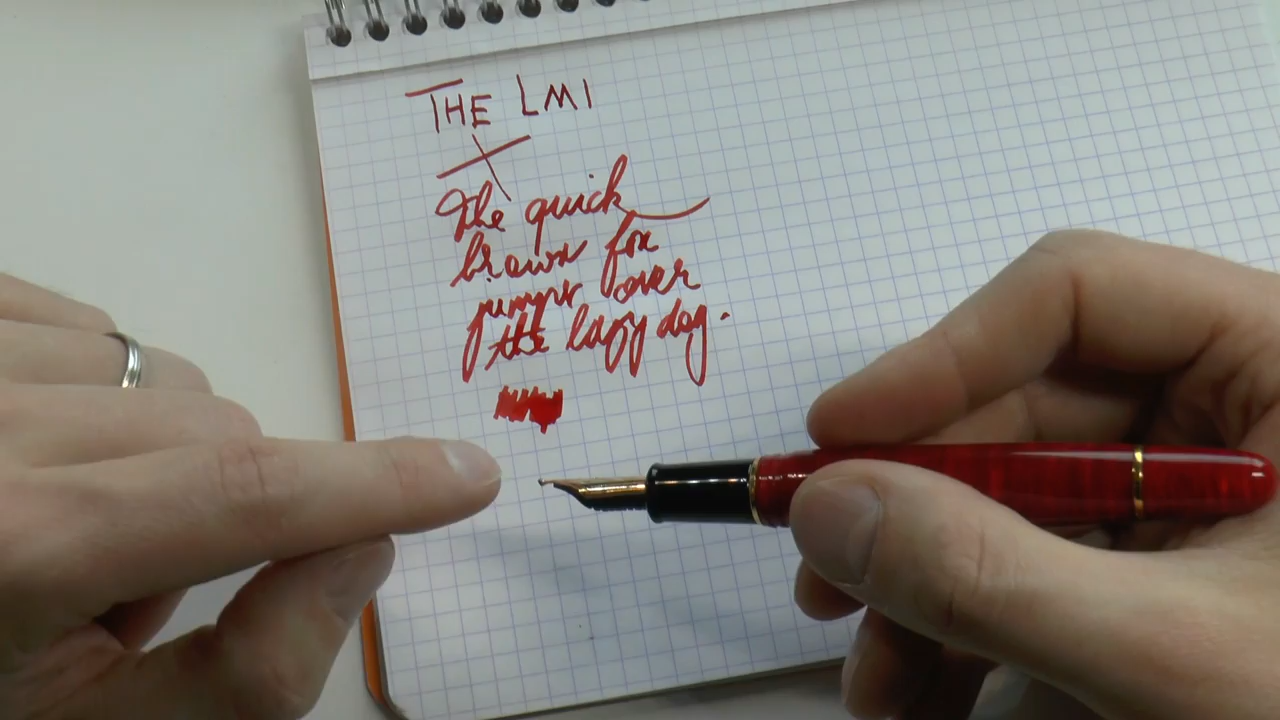 THE LMI
The quick
brown fox
jumps over
the lazy dog.